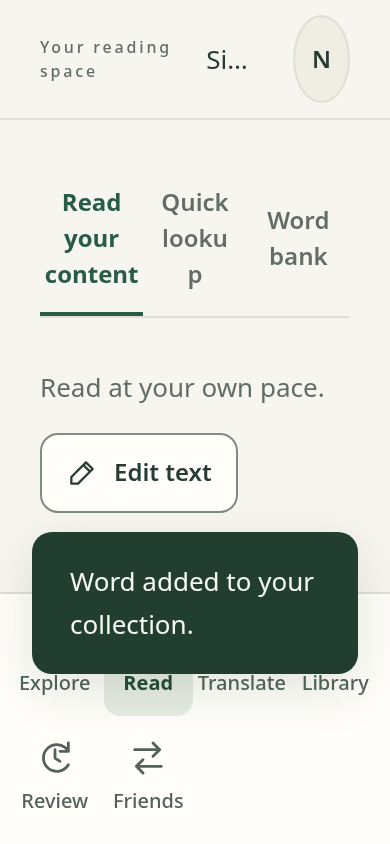 Your reading
space
Si...
N
Read
your
content
Quick
looku
p
Word
bank
Read at your own pace.
Edit text
Word added to your
collection.
Explore
Read
Translate
Library
Review
Friends